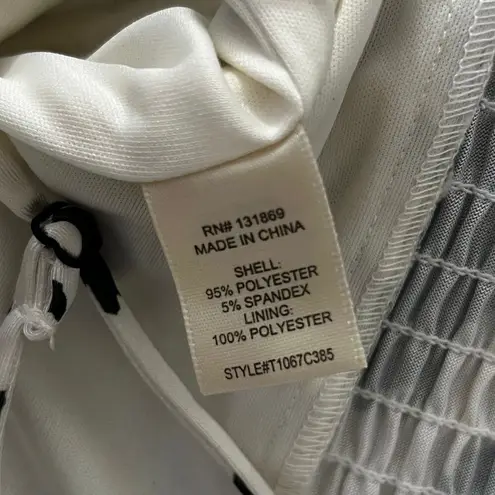 RN# 131869
MADE IN CHINA
SHELL:
95% POLYESTER
5% SPANDEX
LINING:
100% POLYESTER
STYLE#T1067C385